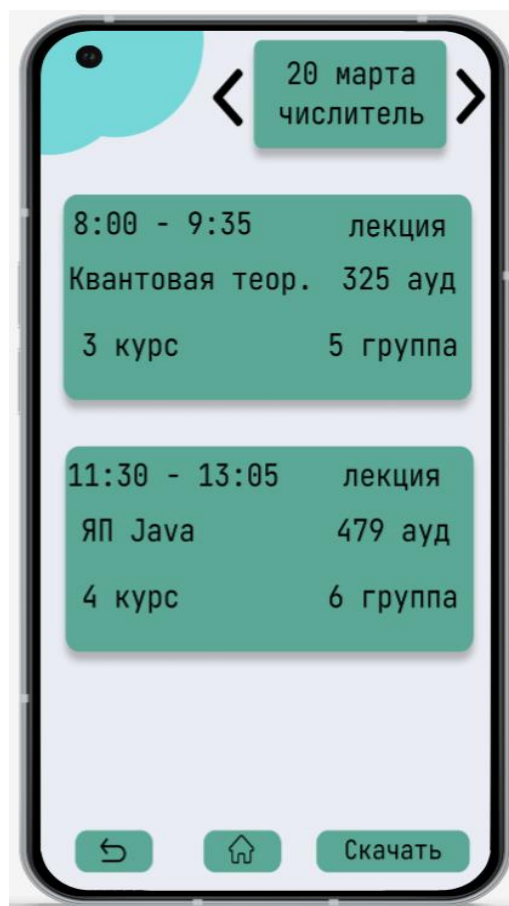 20 марта
числитель
8:00 - 9:35 лекция
Квантовая теор. 325 ауд
3 курс 5 группа
11:30 - 13:05 лекция
ЯП Java 479 ауд
4 курс 6 группа
Скачать